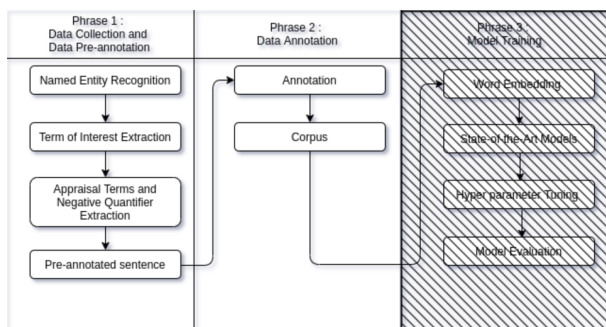 Phrase 1 :
Data Collection and
Data Pre-annotation
Named Entity Recognition
Term of Interest Extraction
Appraisal Terms and
Negative Quantifier
Extraction
Pre-annotated sentence
Phrase 2 :
Data Annotation
Annotation
Corpus
Phrase 3 :
Model Training
Word Embedding
State-of-the-Art Models
Hyper parameter Tuning
Model Evaluation